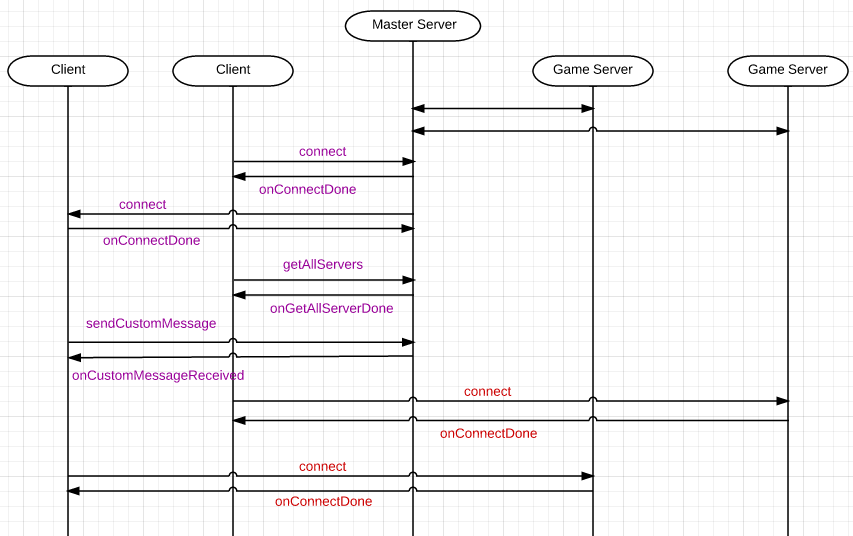 Master Server
Client
Client
Game Server
Game Server
connect
onConnectDone
connect
onConnectDone
getAllServers
onGetAllServerDone
sendCustomMessage
onCustomMessageReceived
connect
onConnectDone
connect
onConnectDone